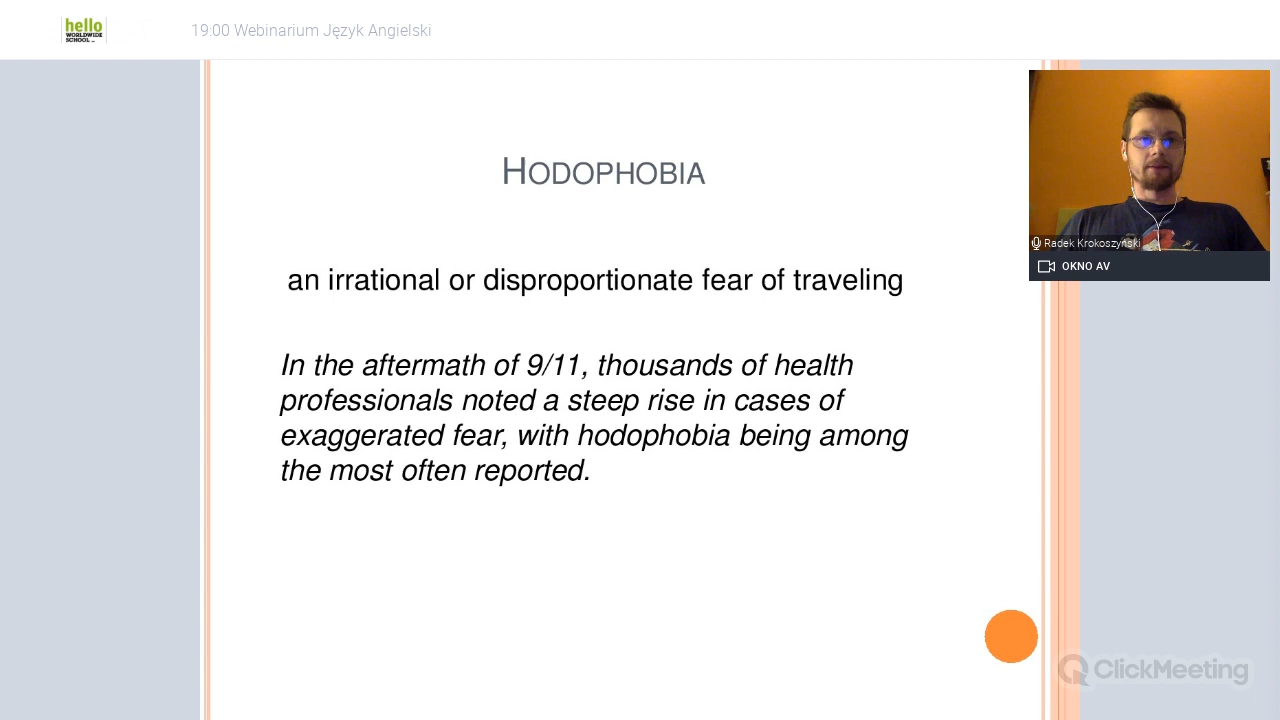 hello
WORLDWIDE
SCHOOL
19:00 Webinarium Język Angielski
HODOPHOBIA
an irrational or disproportionate fear of traveling
In the aftermath of 9/11, thousands of health
professionals noted a steep rise in cases of
exaggerated fear, with hodophobia being among
the most often reported.
Radek Krokoszyński
OKNO AV
ClickMeeting